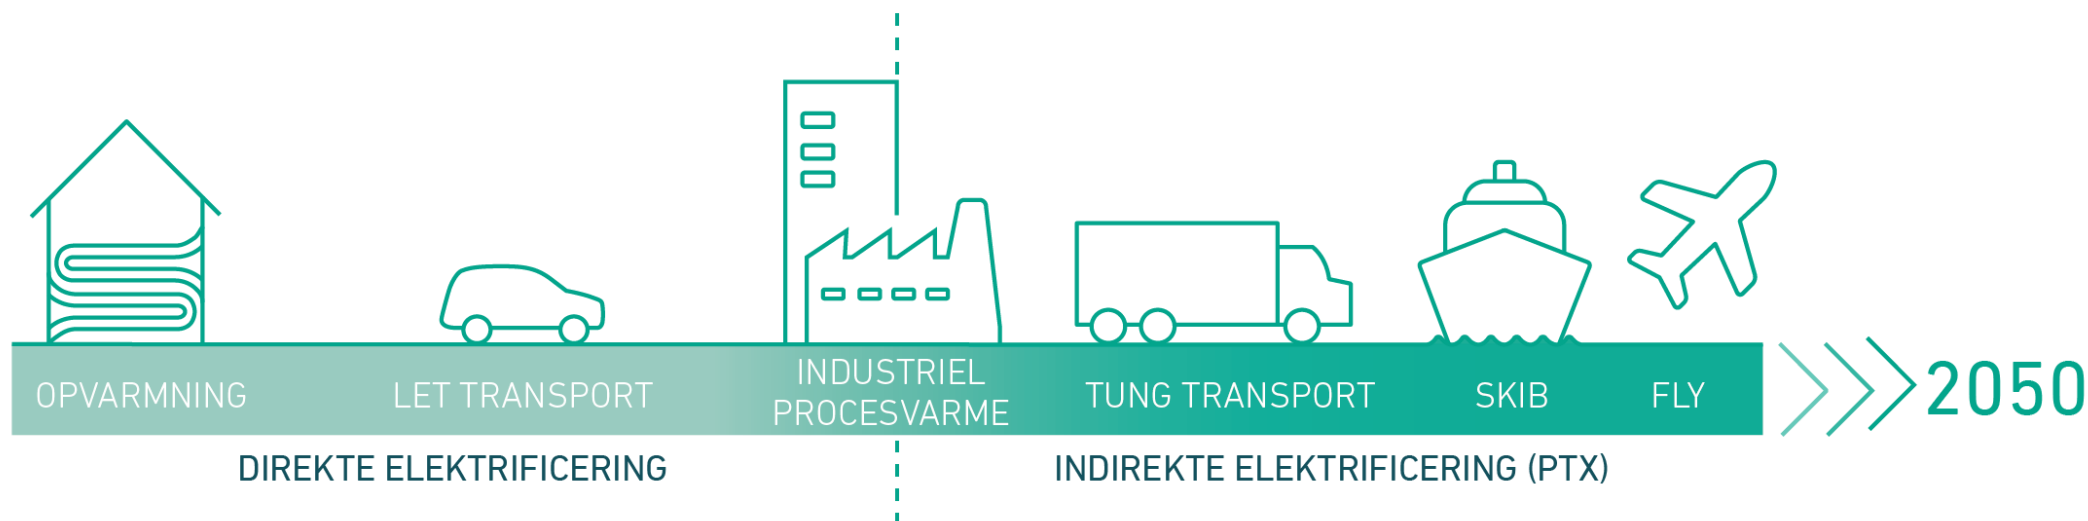 OPVARMNING
LET TRANSPORT
INDUSTRIEL
PROCESVARME
TUNG TRANSPORT
SKIB
FLY
2050
DIREKTE ELEKTRIFICERING
INDIREKTE ELEKTRIFICERING (PTX)